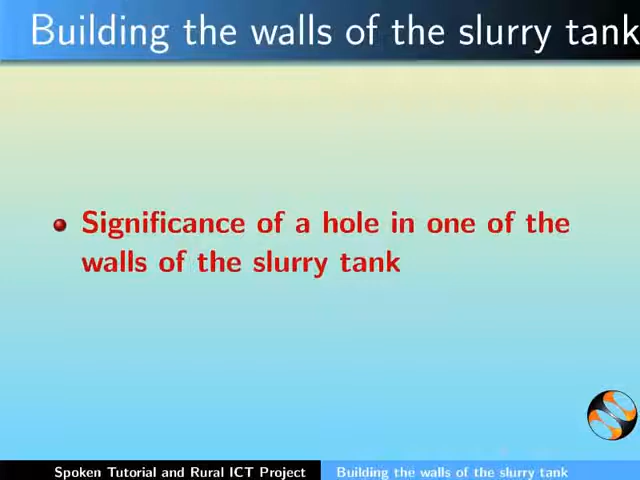 Building the walls of the slurry tank
Significance of a hole in one of the
walls of the slurry tank
Spoken Tutorial and Rural ICT Project
Building the walls of the slurry tank